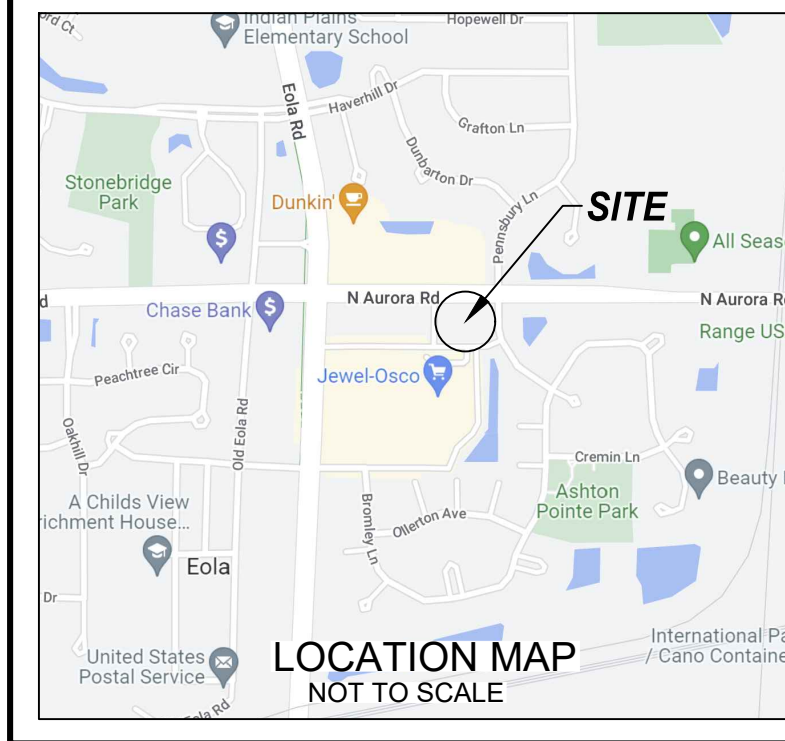 Indian Plains
Elementary School
Hopewell Dr
Eola Rd
Haverhill Dr
Grafton Ln
Dunbarton Dr
Stonebridge
Park
Dunkin'
Pennsbury Ln
SITE
All Seas
N Aurora Rd
N Aurora R
Chase Bank
Range US
Peachtree Cir
Jewel-Osco
Oakhill Dr
Old Eola Rd
Cremin Ln
Beauty
A Childs View
richment House...
Ashton
Pointe Park
Bromley Ln
Ollerton Ave
Eola
Dr
International Pa
/ Cano Containe
United States
Postal Service
LOCATION MAP
NOT TO SCALE
Eola Rd